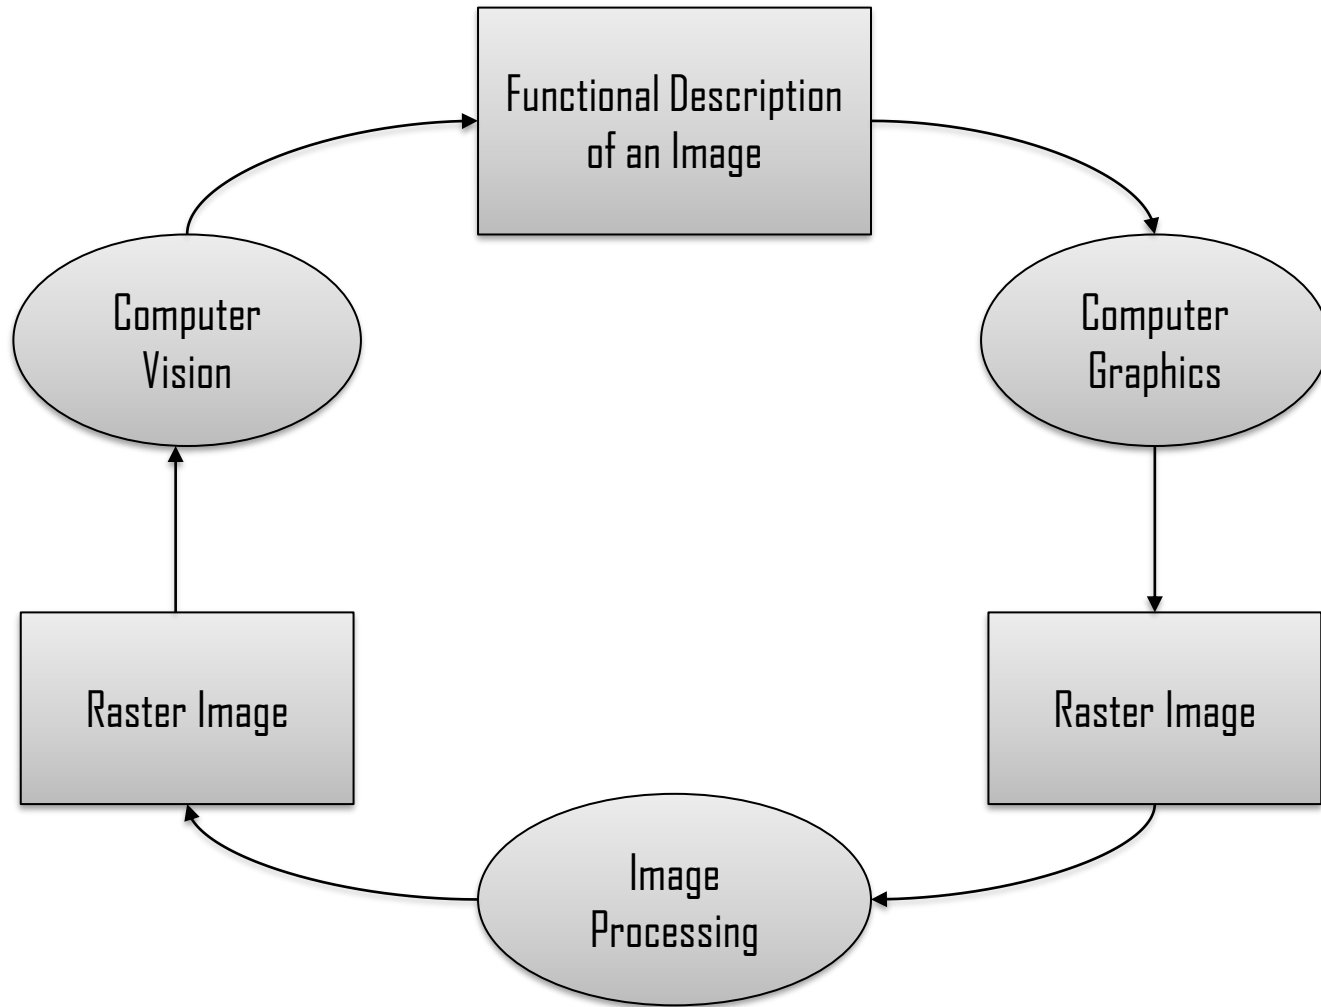 Functional Description
of an Image
Computer
Vision
Computer
Graphics
Raster Image
Raster Image
Image
Processing